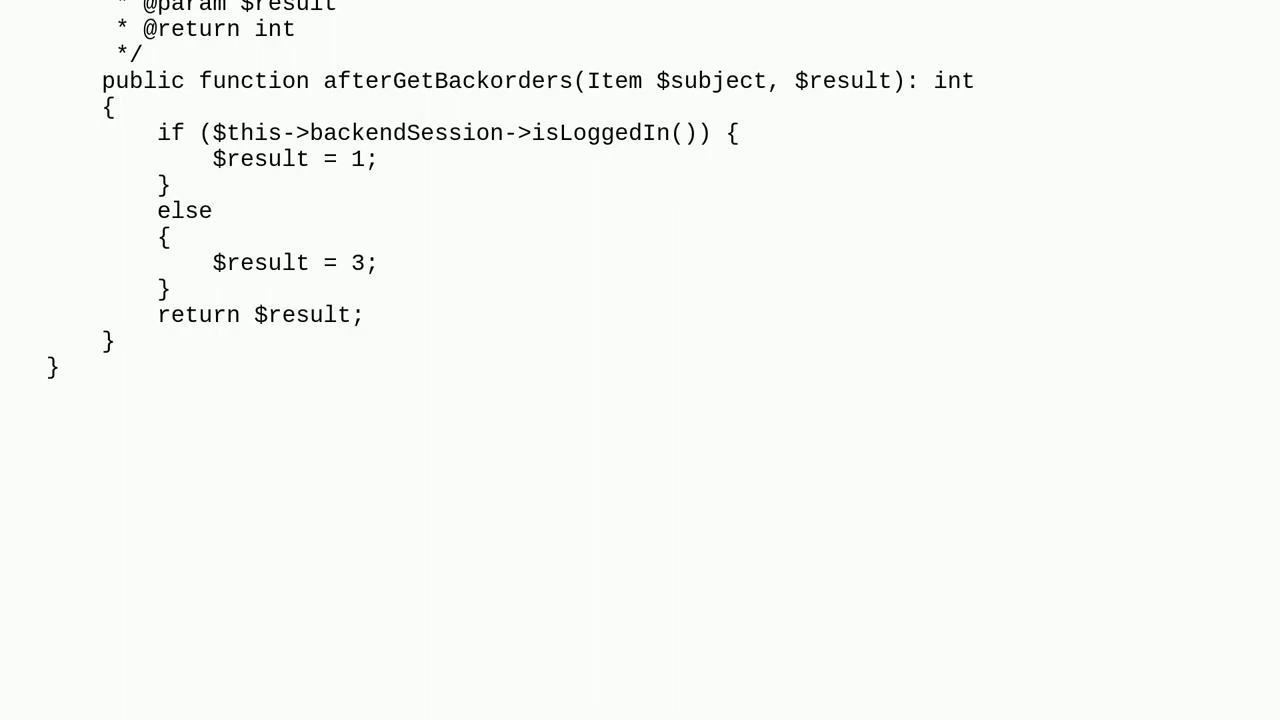 * @param $result
* @return int
*/
public function afterGetBackorders(Item $subject, $result): int
{
if ($this->backendSession->isLoggedIn()) {
$result = 1;
}
else
{
$result = 3;
}
return $result;
}
}